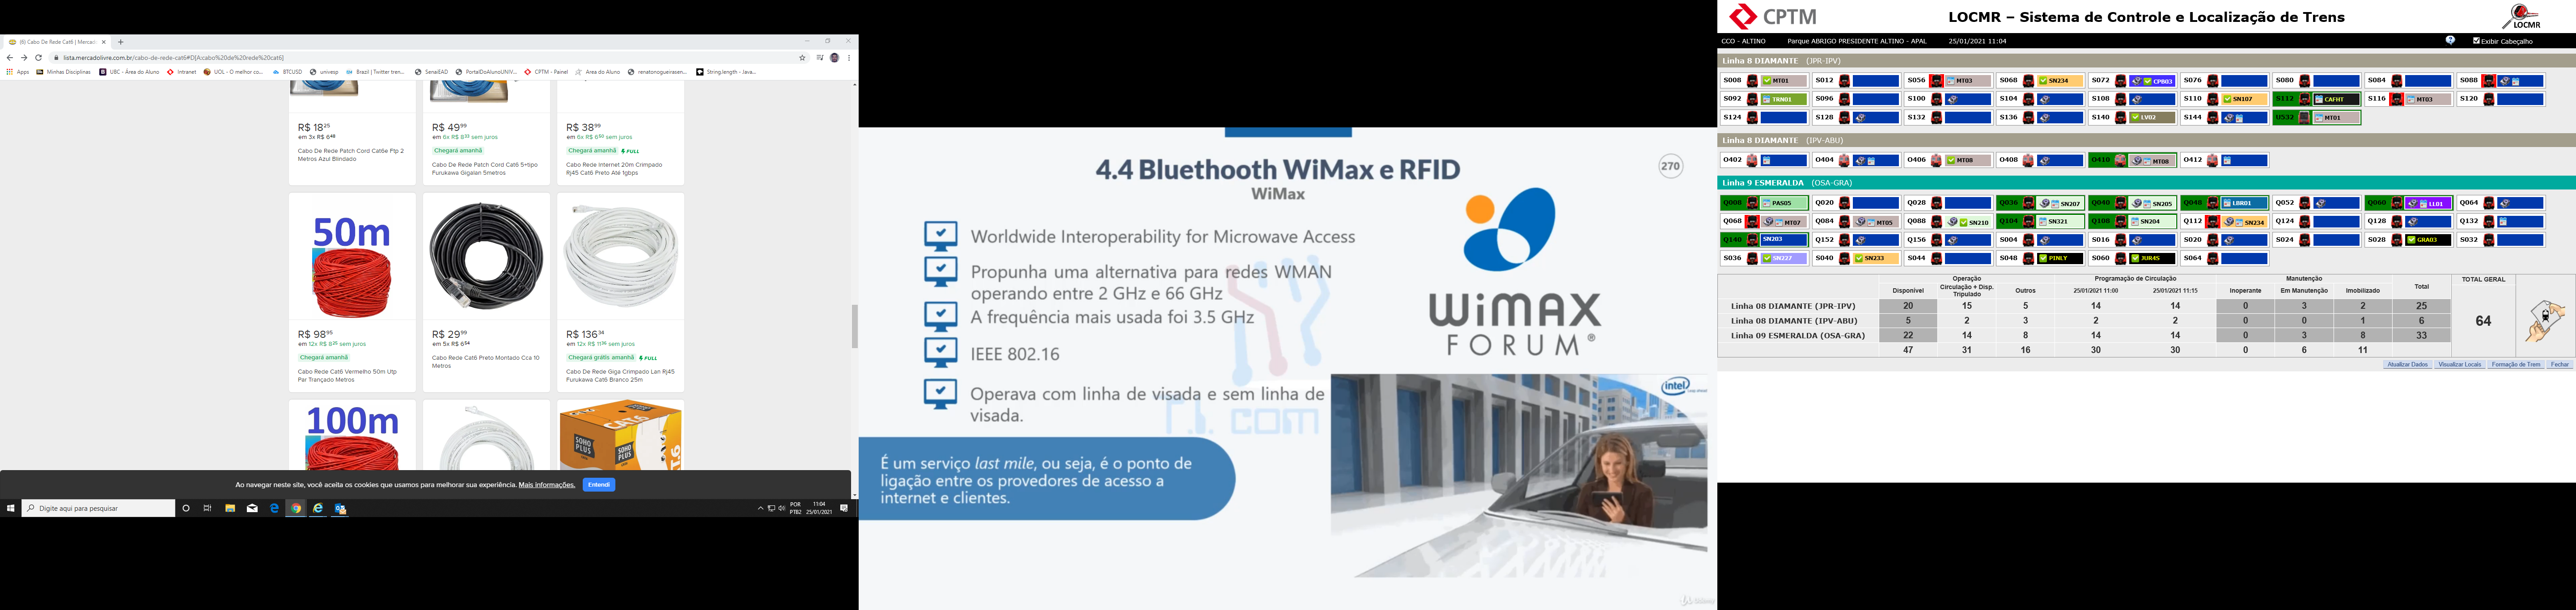 (6) Cabo De Rede Cat6 | Mercado
lista.mercadolivre.com.br/cabo-de-rede-cat6#D[A:cabo%20de%20rede%20cat6]
Apps Minhas Disciplinas UBC - Área do Aluno Intranet UOL - O melhor co... BTCUSD univesp Brazil | Twitter tren... SenaiEAD PortalDoAlunoUNIV... CPTM - Painel Área do Aluno renatonogueirasen... String.length - Java...
R$ 18 25
em 3x R$ 6 48
Cabo De Rede Patch Cord Cat6e Ftp 2
Metros Azul Blindado
R$ 49 99
sem juros
Chegará amanhã
Cabo De Rede Patch Cord Cat6 5+tipo
Furukawa Gigalan 5metros
R$ 38 99
em 6x R$ 6 50 sem juros
Chegará amanhã FULL
Cabo Rede Internet 20m Crimpado
Rj45 Cat6 Preto Até 1gbps
50m
R$ 98 95
em 12x R$ 8 25 sem juros
Chegará amanhã
Cabo Rede Cat6 Vermelho 50m Utp
Par Trançado Metros
R$ 29 99
em 5x R$ 6 94
Cabo Rede Cat6 Preto Montado Cca 10
Metros
R$ 136 34
em 12x R$ 11 36 sem juros
Chegará grátis amanhã FULL
Cabo De Rede Giga Crimpado Lan Rj45
Furukawa Cat6 Branco 25m
100m
SOHO PLUS
SOHO PLUS
Ao navegar neste site, você aceita os cookies que usamos para melhorar sua experiência. Mais informações. Entendi
Digite aqui para pesquisar
POR
PTB2
11:04
25/01/2021
4.4 Bluethooth WiMax e RFID
270
WiMax
Worldwide Interoperability for Microwave Access
Propunha uma alternativa para redes WMAN
operando entre 2 GHz e 66 GHz
A frequência mais usada foi 3.5 GHz
IEEE 802.16
Operava com linha de visada e sem linha de
visada.
r.i. com
É um serviço last mile, ou seja, é o ponto de
ligação entre os provedores de acesso a
internet e clientes.
WiMAX
FORUM®
intel
CPTM
LOCMR – Sistema de Controle e Localização de Trens
LOCMR
CCO - ALTINO Parque ABRIGO PRESIDENTE ALTINO - APAL 25/01/2021 11:04 Exibir Cabeçalho
Linha 8 DIAMANTE (JPR-IPV)
S008 MT01 S012 S056 MT03 S068 SN234 S072 CPB03 S076 S080 S084 S088
S092 TRN01 S096 S100 S104 S108 S110 SN107 S112 CAFHT S116 MT03 S120
S124 S128 S132 S136 S140 LV02 S144 U532 MT01
Linha 8 DIAMANTE (IPV-ABU)
O402 O404 O406 MT08 O408 O410 MT08 O412
Linha 9 ESMERALDA (OSA-GRA)
Q008 PAS05 Q020 Q028 Q036 SN207 Q040 SN205 Q048 LBR01 Q052 Q060 LL01 Q064
Q068 MT07 Q084 MT05 Q088 SN210 Q104 SN321 Q108 SN204 Q112 SN234 Q124 Q128 Q132
Q140 SN203 Q152 Q156 S004 S016 S020 S024 S028 GRA03 S032
S036 SN227 S040 SN233 S044 S048 PINLY S060 JUR4S S064
Operação Programação de Circulação Manutenção TOTAL GERAL
Disponível Circulação + Disp. Tripulado Outros 25/01/2021 11:00 25/01/2021 11:15 Inoperante Em Manutenção Imobilizado Total
Linha 08 DIAMANTE (JPR-IPV) 20 15 5 14 14 0 3 2 25
Linha 08 DIAMANTE (IPV-ABU) 5 2 3 2 2 0 0 1 6
Linha 09 ESMERALDA (OSA-GRA) 22 14 8 14 14 0 3 8 33
47 31 16 30 30 0 6 11
64
Atualizar Dados Visualizar Locais Formação de Trem Fechar